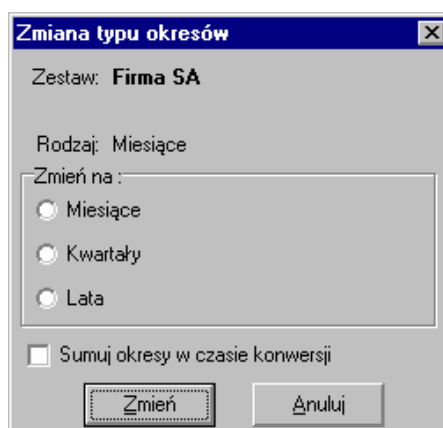 Zmiana typu okresów
Zestaw: Firma SA
Rodzaj: Miesiące
Zmień na :
Miesiące
Kwartały
Lata
Sumuj okresy w czasie konwersji
Zmień
Anuluj